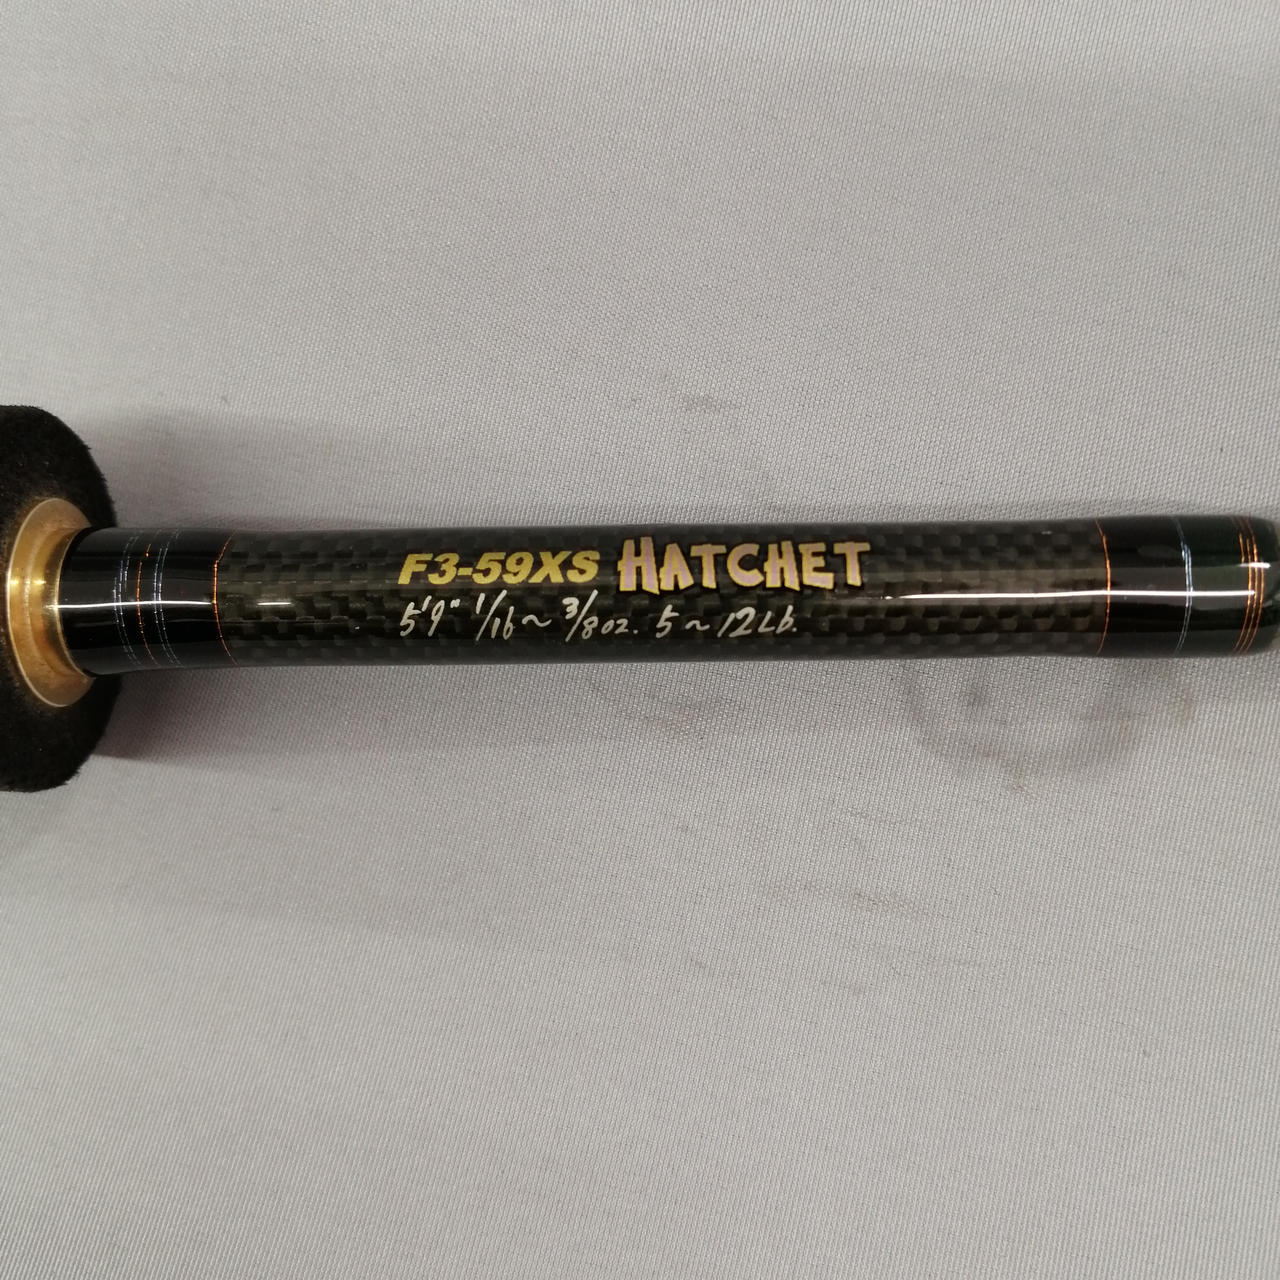 F3-59XS HATCHET
5'9" 1/16~3/8oz. 5~12Lb.